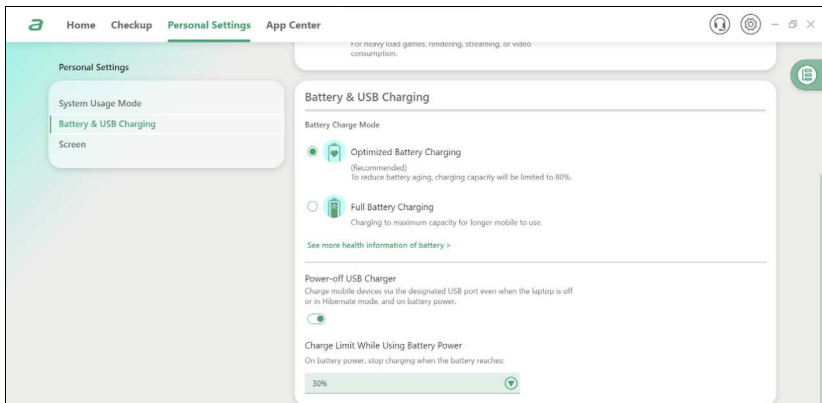 Home Checkup Personal Settings App Center
Personal Settings
System Usage Mode
Battery & USB Charging
Screen
For heavy load games, rendering, streaming, or video
consumption.
Battery & USB Charging
Battery Charge Mode
Optimized Battery Charging
(Recommended)
To reduce battery aging, charging capacity will be limited to 80%.
Full Battery Charging
Charging to maximum capacity for longer mobile to use.
See more health information of battery >
Power-off USB Charger
Charge mobile devices via the designated USB port even when the laptop is off
or in Hibernate mode, and on battery power.
Charge Limit While Using Battery Power
On battery power, stop charging when the battery reaches:
30%